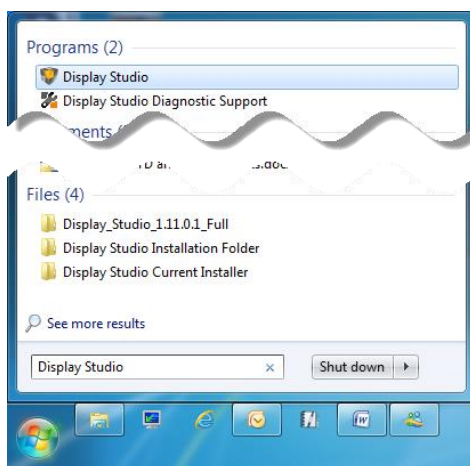 Programs (2)
Display Studio
Display Studio Diagnostic Support
Files (4)
Display_Studio_1.11.0.1_Full
Display Studio Installation Folder
Display Studio Current Installer
See more results
Display Studio
Shut down